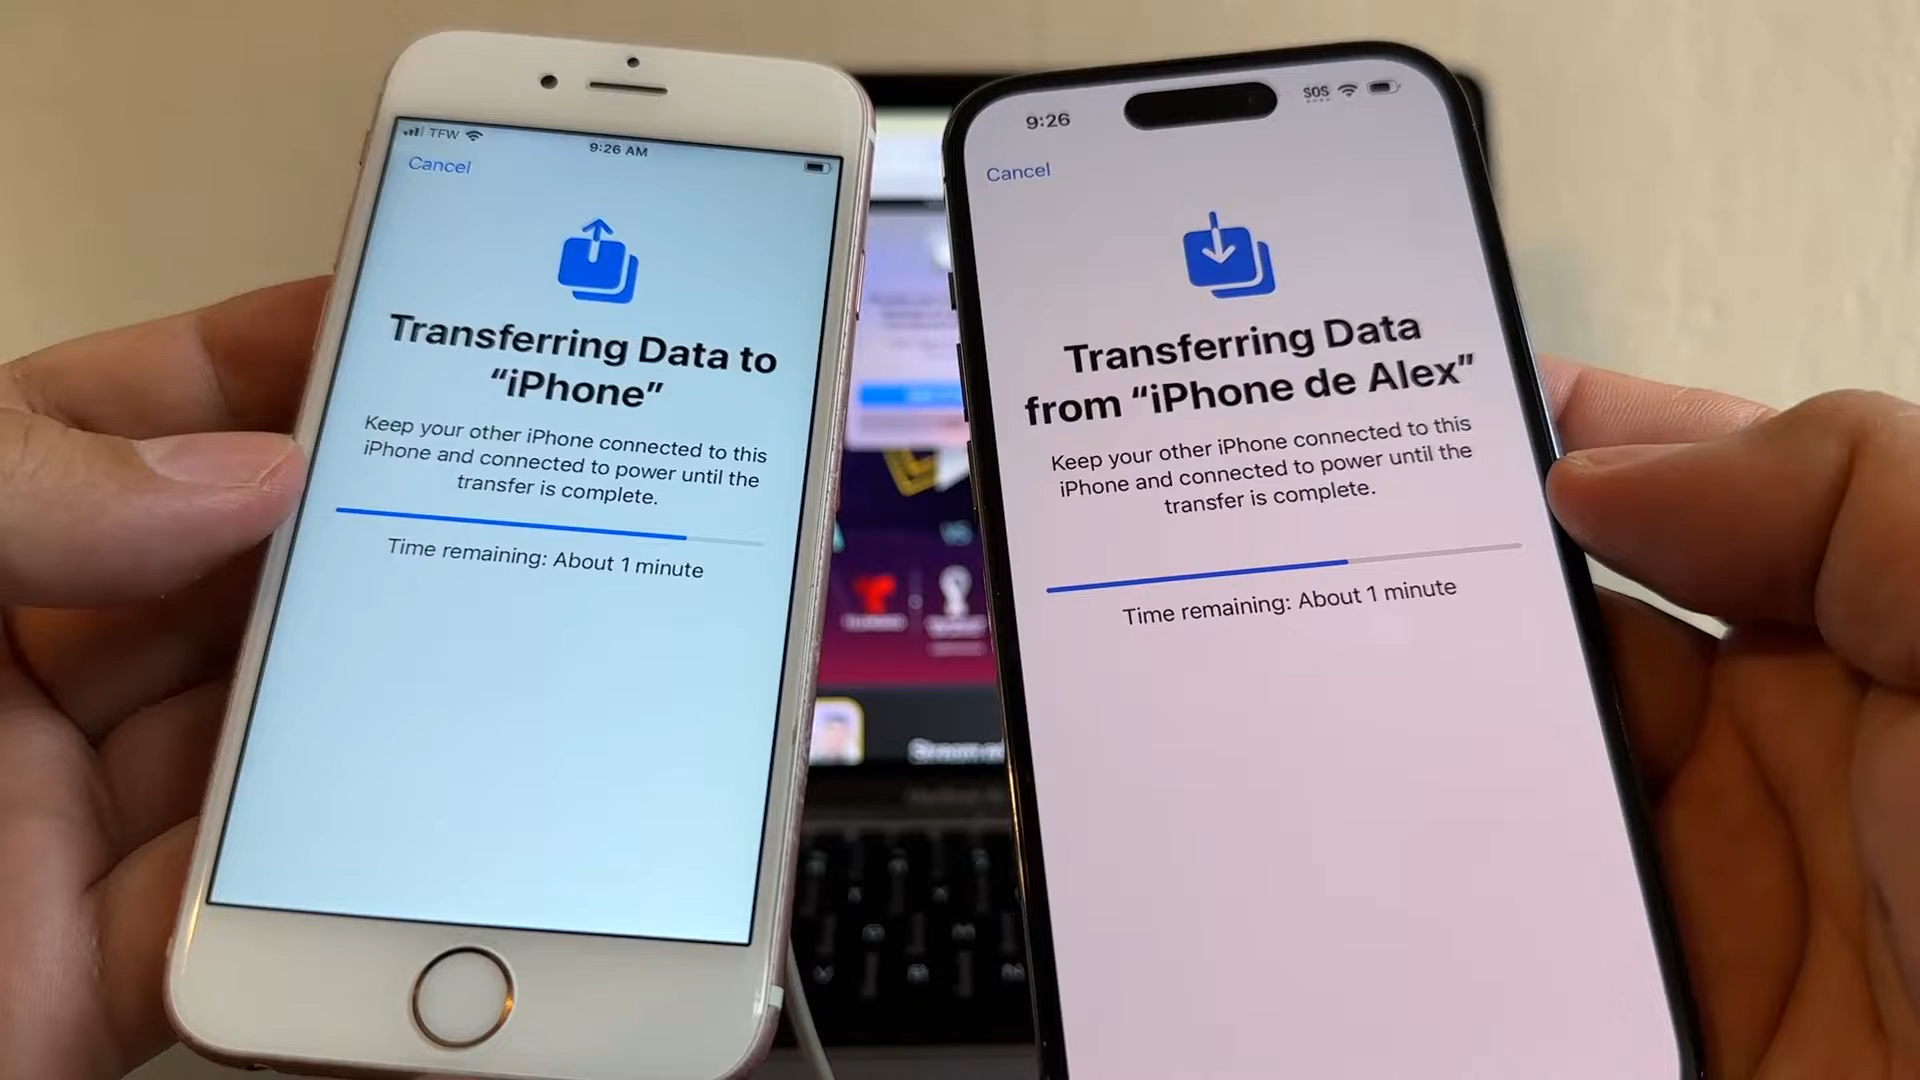 TFW
9:26 AM
Cancel
Transferring Data to
“iPhone”
Keep your other iPhone connected to this
iPhone and connected to power until the
transfer is complete.
Time remaining: About 1 minute
9:26
SOS
Cancel
Transferring Data
from “iPhone de Alex”
Keep your other iPhone connected to this
iPhone and connected to power until the
transfer is complete.
Time remaining: About 1 minute